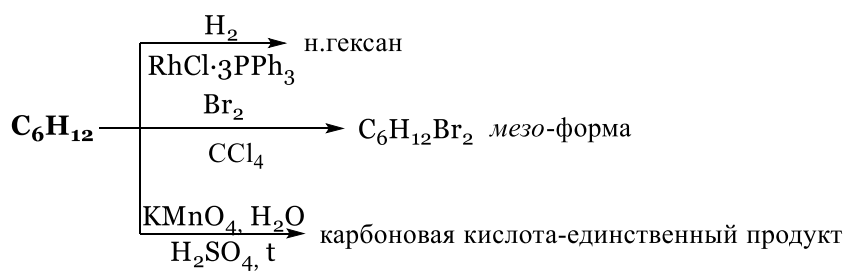 H₂
н.гексан
RhCl·3PPh₃
Br₂
C₆H₁₂
C₆H₁₂Br₂ мезо-форма
CCl₄
KMnO₄, H₂O
карбоновая кислота-единственный продукт
H₂SO₄, t